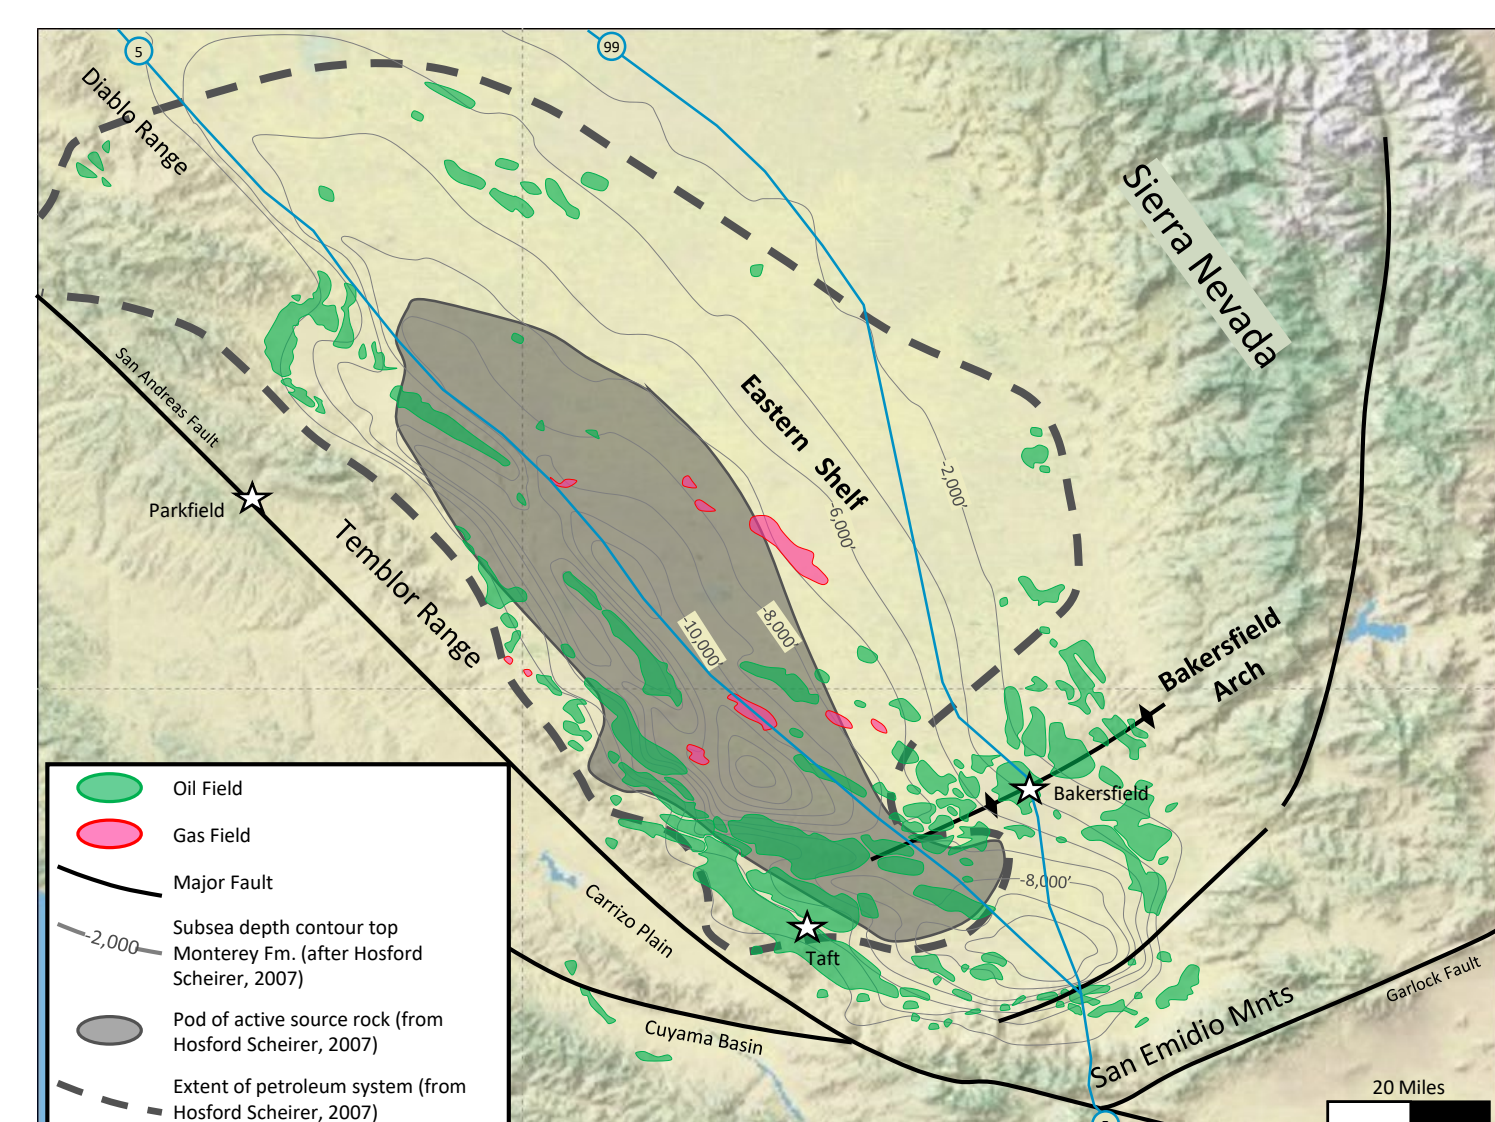 5
99
Diablo Range
Sierra Nevada
San Andreas Fault
Eastern Shelf
-2,000’
-6,000’
Parkfield
Temblor Range
-10,000’
-8,000’
Bakersfield
Arch
Bakersfield
-8,000’
Taft
Carrizo Plain
Cuyama Basin
San Emidio Mnts
Garlock Fault
Oil Field
Gas Field
Major Fault
-2,000
Subsea depth contour top
Monterey Fm. (after Hosford
Scheirer, 2007)
Pod of active source rock (from
Hosford Scheirer, 2007)
Extent of petroleum system (from
Hosford Scheirer, 2007)
20 Miles